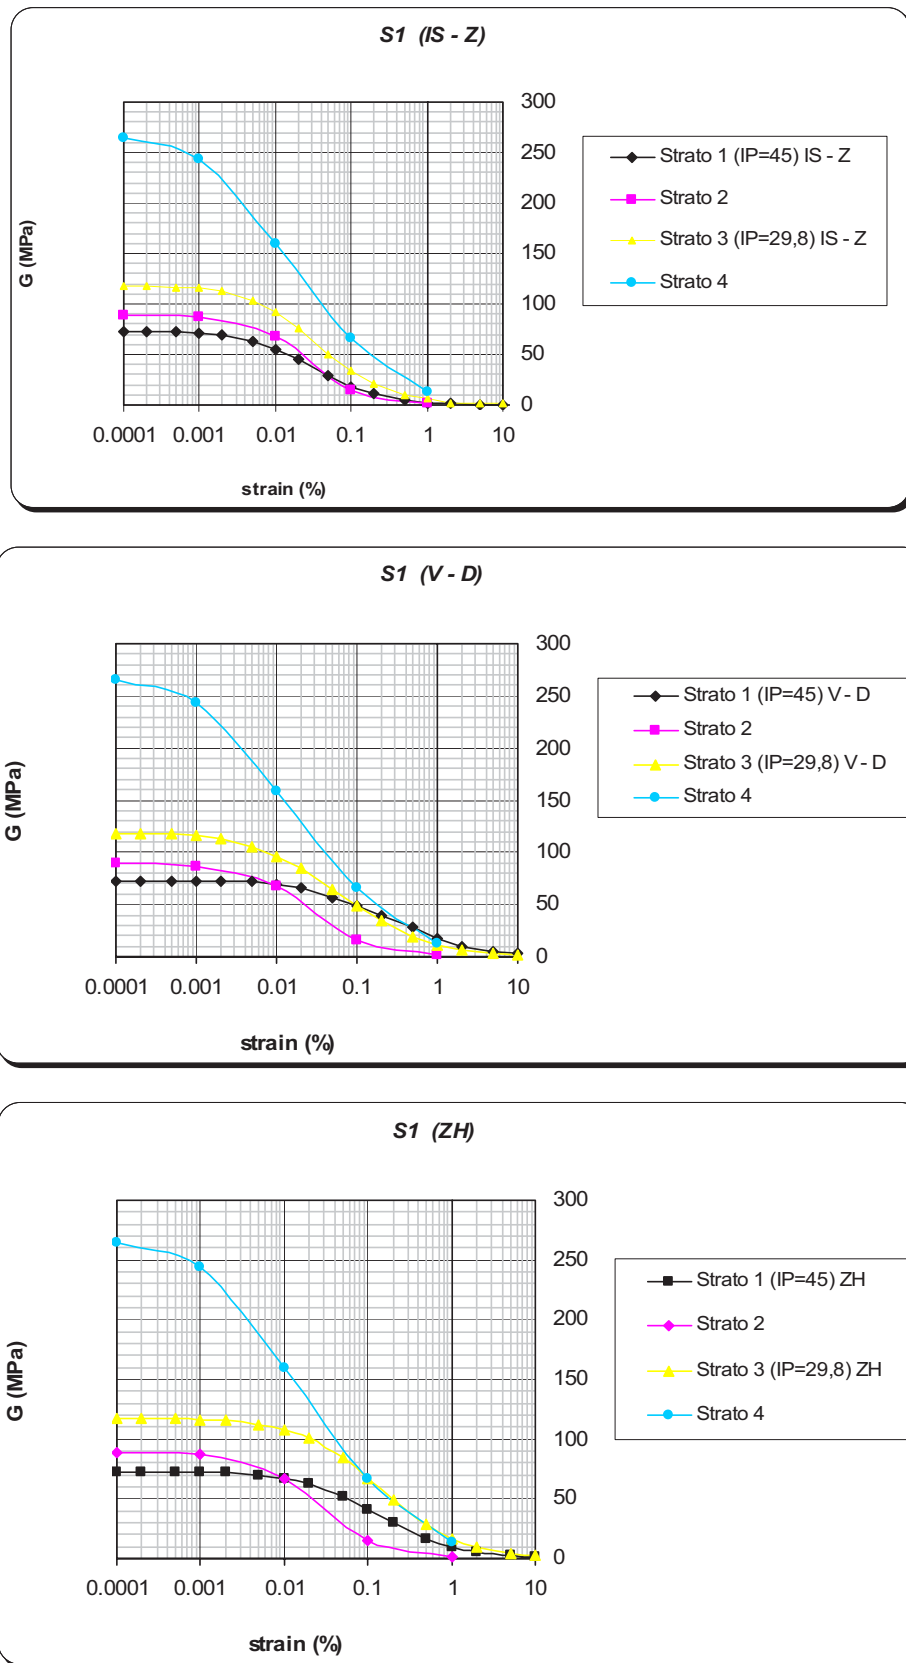 S1 (IS - Z)
300
250
200
150
100
50
0
G (MPa)
0.0001 0.001 0.01 0.1 1 10
strain (%)
Strato 1 (IP=45) IS - Z
Strato 2
Strato 3 (IP=29,8) IS - Z
Strato 4
S1 (V - D)
300
250
200
150
100
50
0
G (MPa)
0.0001 0.001 0.01 0.1 1 10
strain (%)
Strato 1 (IP=45) V - D
Strato 2
Strato 3 (IP=29,8) V - D
Strato 4
S1 (ZH)
300
250
200
150
100
50
0
G (MPa)
0.0001 0.001 0.01 0.1 1 10
strain (%)
Strato 1 (IP=45) ZH
Strato 2
Strato 3 (IP=29,8) ZH
Strato 4